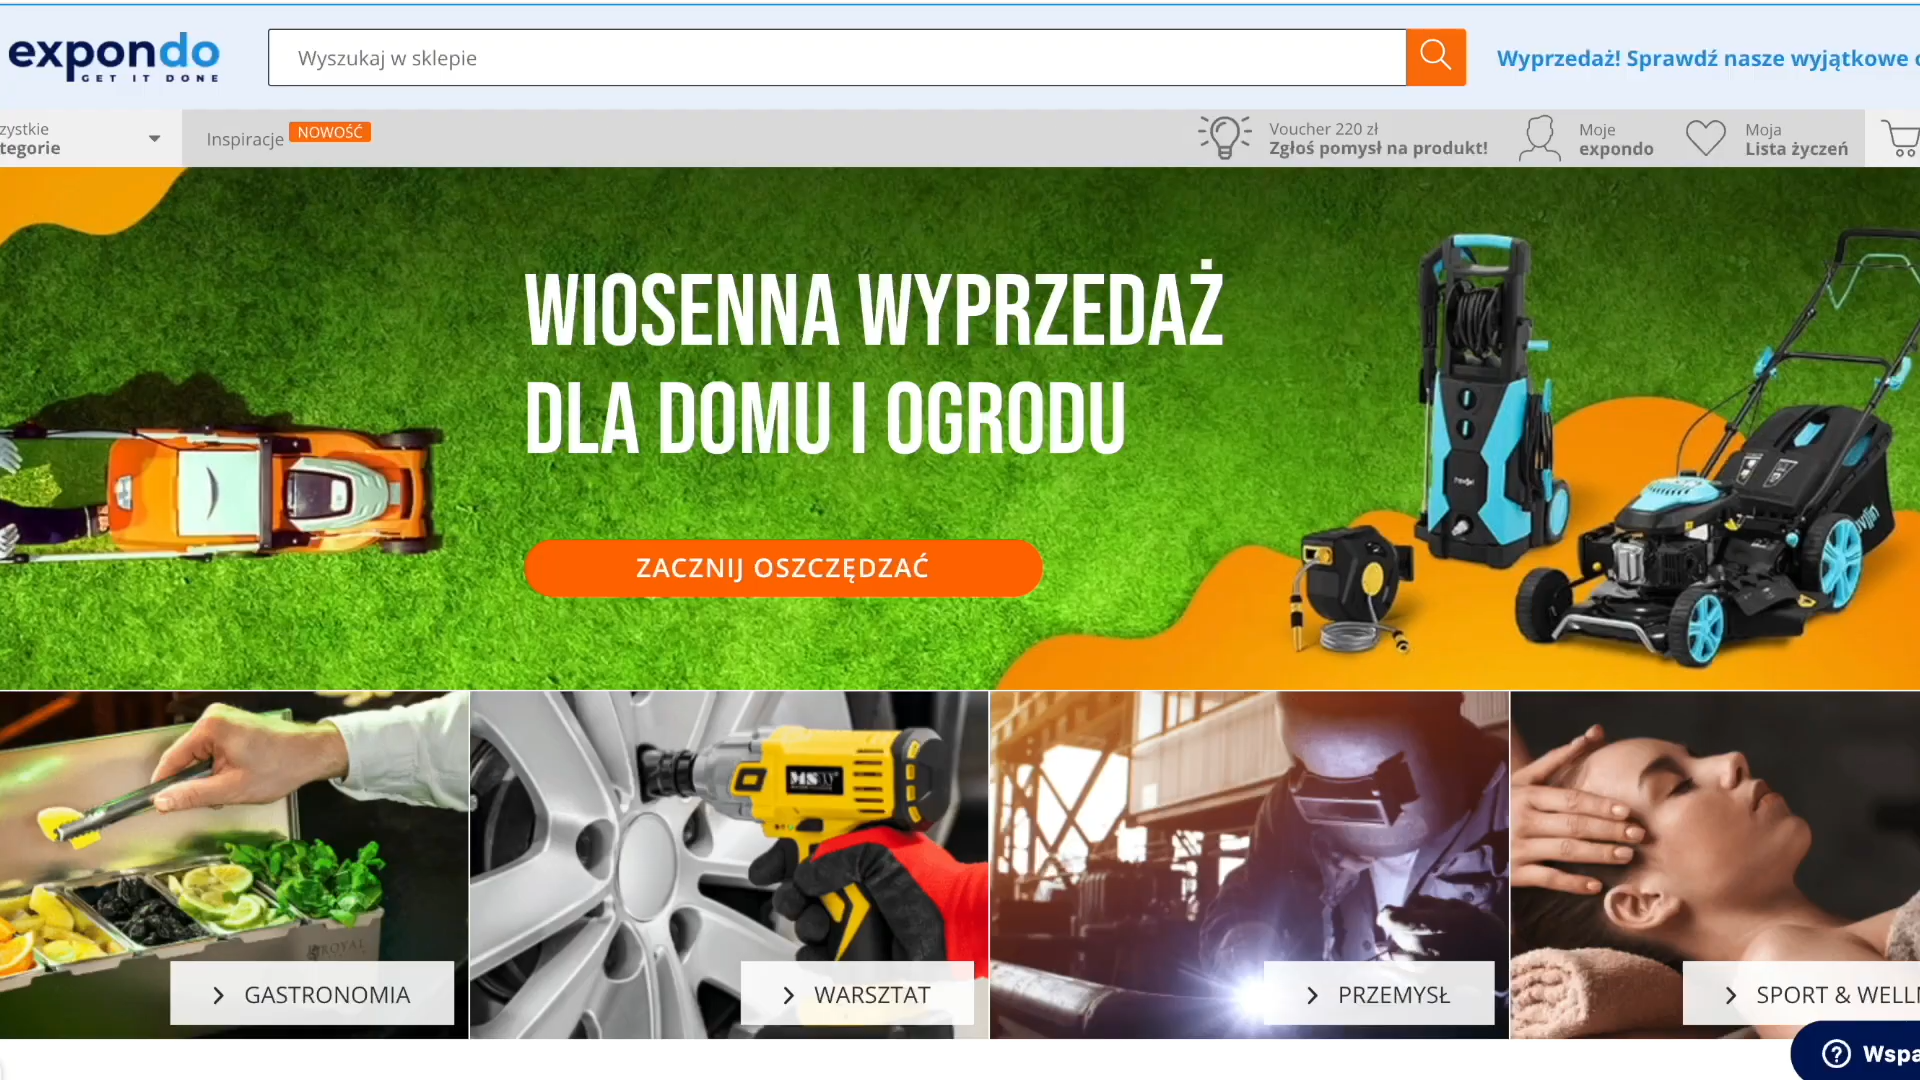 expondo
GET IT DONE
Wyszukaj w sklepie
Wyprzedaż! Sprawdź nasze wyjątkowe
zystkie
tegorie
Inspiracje NOWOŚĆ
Voucher 220 zł
Zgłoś pomysł na produkt!
Moje
expondo
Moja
Lista życzeń
WIOSENNA WYPRZEDAŻ
DLA DOMU I OGRODU
ZACZNIJ OSZCZĘDZAĆ
MSW
ROYAL
GASTRONOMIA
WARSZTAT
PRZEMYSŁ
SPORT & WELL
Wspa